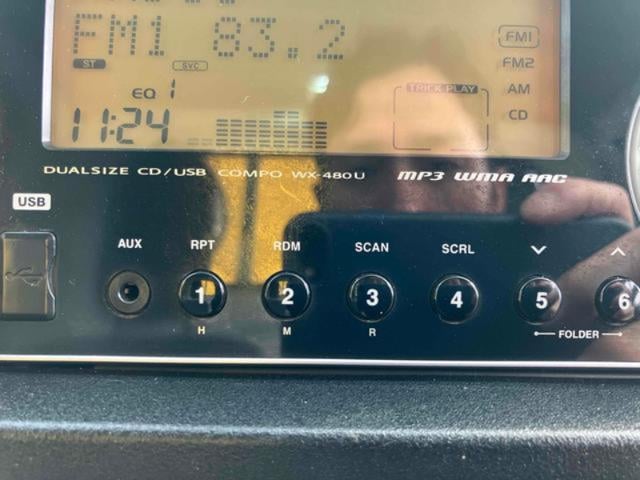 FM1 83.2
FM1
ST SVC
FM2
EQ 1
TRICK PLAY
AM
11:24
CD
DUALSIZE CD/USB COMPO WX-480U MP3 WMA AAC
USB
AUX RPT RDM SCAN SCRL
1 2 3 4 5 6
H M R FOLDER